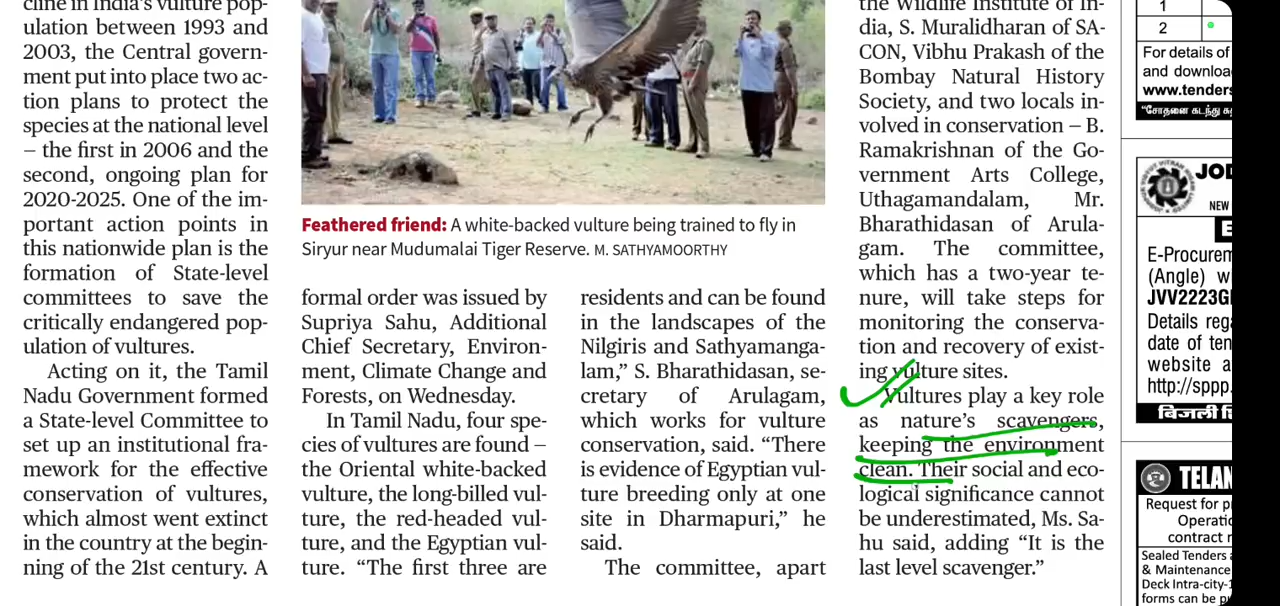 cline in India's vulture pop-
ulation between 1993 and
2003, the Central govern-
ment put into place two ac-
tion plans to protect the
species at the national level
– the first in 2006 and the
second, ongoing plan for
2020-2025. One of the im-
portant action points in
this nationwide plan is the
formation of State-level
committees to save the
critically endangered pop-
ulation of vultures.
Acting on it, the Tamil
Nadu Government formed
a State-level Committee to
set up an institutional fra-
mework for the effective
conservation of vultures,
which almost went extinct
in the country at the begin-
ning of the 21st century. A
Feathered friend: A white-backed vulture being trained to fly in
Siryur near Mudumalai Tiger Reserve. M. SATHYAMOORTHY
formal order was issued by
Supriya Sahu, Additional
Chief Secretary, Environ-
ment, Climate Change and
Forests, on Wednesday.
In Tamil Nadu, four spe-
cies of vultures are found –
the Oriental white-backed
vulture, the long-billed vul-
ture, the red-headed vul-
ture, and the Egyptian vul-
ture. “The first three are
residents and can be found
in the landscapes of the
Nilgiris and Sathyamanga-
lam,” S. Bharathidasan, se-
cretary of Arulagam,
which works for vulture
conservation, said. “There
is evidence of Egyptian vul-
ture breeding only at one
site in Dharmapuri,” he
said.
The committee, apart
the Wildlife Institute of In-
dia, S. Muralidharan of SA-
CON, Vibhu Prakash of the
Bombay Natural History
Society, and two locals in-
volved in conservation – B.
Ramakrishnan of the Go-
vernment Arts College,
Uthagamandalam, Mr.
Bharathidasan of Arula-
gam. The committee,
which has a two-year te-
nure, will take steps for
monitoring the conserva-
tion and recovery of exist-
ing vulture sites.
Vultures play a key role
as nature's scavengers,
keeping the environment
clean. Their social and eco-
logical significance cannot
be underestimated, Ms. Sa-
hu said, adding “It is the
last level scavenger.”
1
2
For details of
and downloa
www.tenders
JOD
NEW
E
E-Procurem
(Angle) w
JVV2223G
Details rega
date of ten
website a
http://sppp.
बिजली
TELAN
Request for p
Operatio
contract r
Sealed Tenders
& Maintenance
Deck Intra-city-1
forms can be p